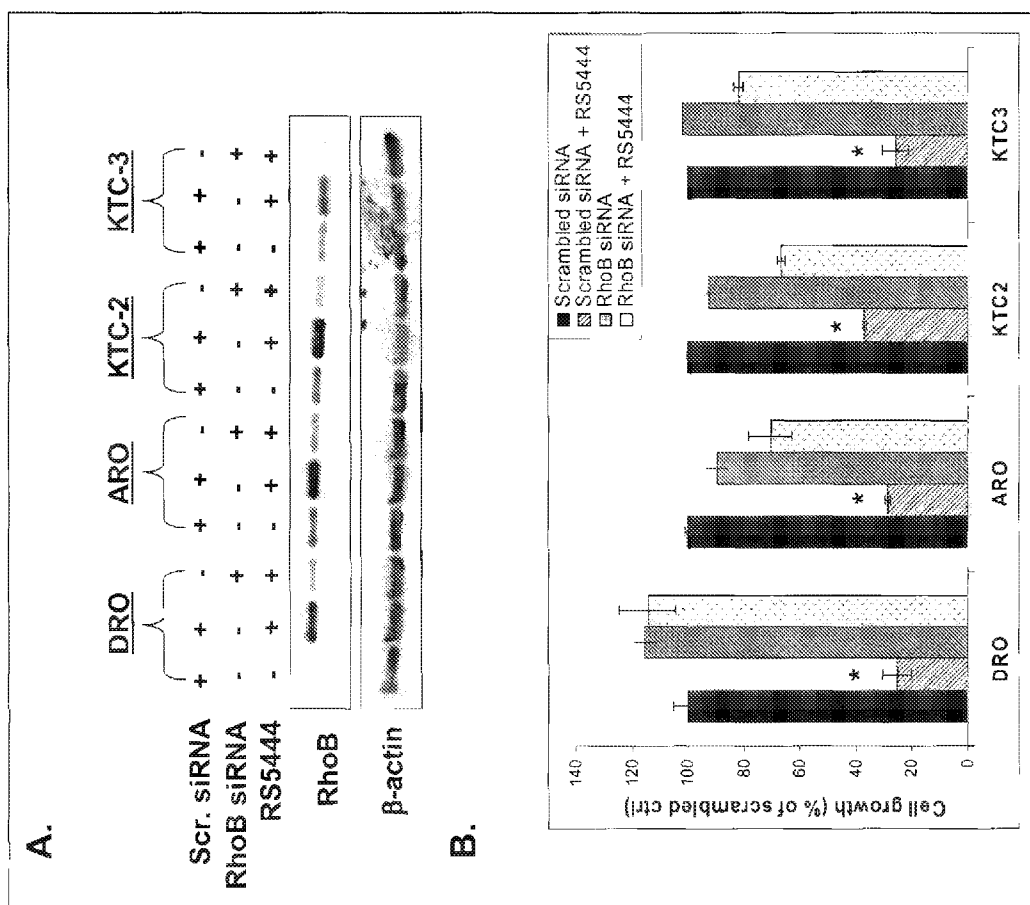 A.
DRO ARO KTC-2 KTC-3
Scr. siRNA + + - + + - + + - + + -
RhoB siRNA - - + - - + - - + - - +
RS5444 - + + - + + - + + - + +
RhoB
β-actin
B.
Cell growth (% of scrambled ctrl)
140
120
100
80
60
40
20
0
Scrambled siRNA
Scrambled siRNA + RS5444
RhoB siRNA
RhoB siRNA + RS5444
* * * *
DRO ARO KTC2 KTC3